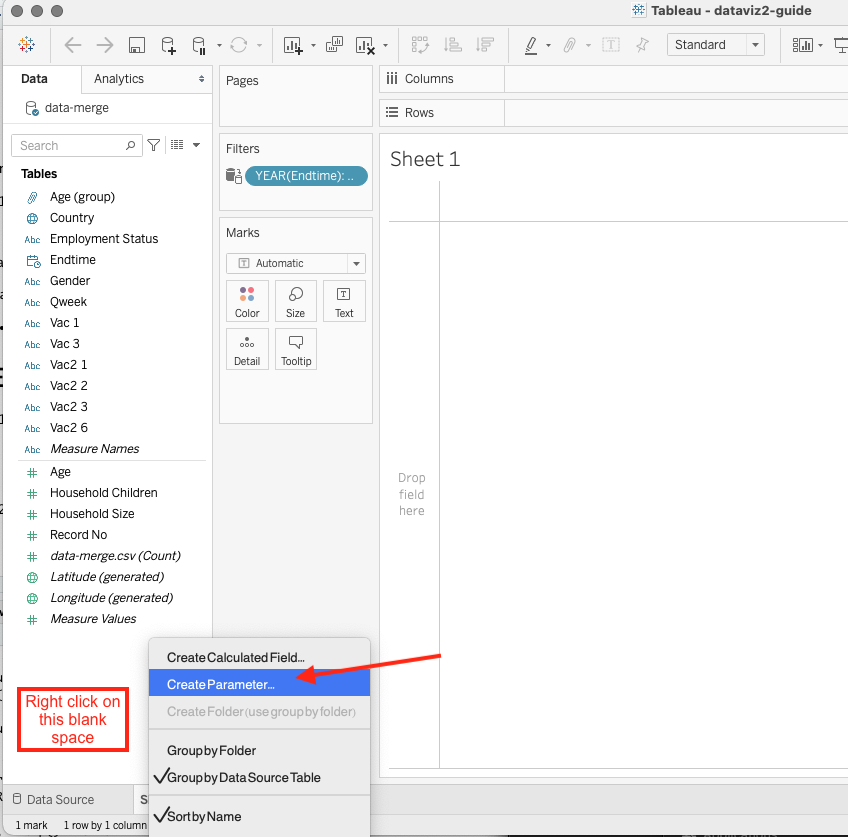 Tableau - dataviz2-guide
Standard
Data
Analytics
data-merge
Search
Tables
Age (group)
Country
Abc Employment Status
Endtime
Abc Gender
Abc Qweek
Abc Vac 1
Abc Vac 3
Abc Vac2 1
Abc Vac2 2
Abc Vac2 3
Abc Vac2 6
Abc Measure Names
Age
Household Children
Household Size
Record No
data-merge.csv (Count)
Latitude (generated)
Longitude (generated)
Measure Values
Right click on
this blank
space
Pages
Filters
YEAR(Endtime): ..
Marks
T Automatic
Color Size Text
Detail Tooltip
Columns
Rows
Sheet 1
Drop
field
here
Create Calculated Field...
Create Parameter...
Create Folder (use group by folder)
Group by Folder
Group by Data Source Table
Sort by Name
Data Source
1 mark 1 row by 1 column